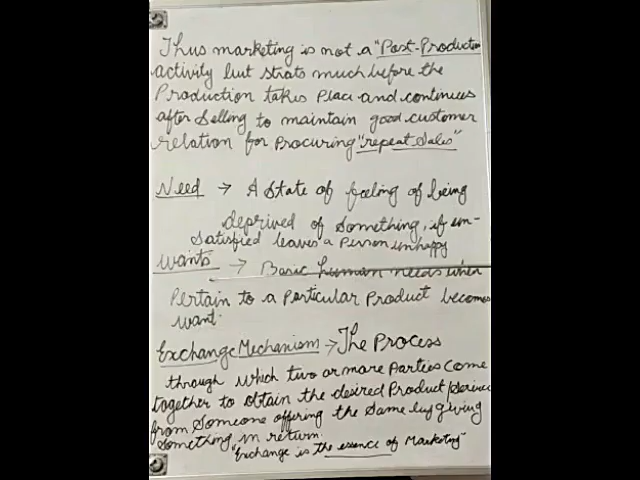 Thus marketing is not a "Post-Production
activity but strats much before the
Production takes Place and continues
after Selling to maintain good customer
relation for Procuring "repeat Sales"
Need → A State of feeling of being
deprived of Something, if un-
satisfied leaves a Person unhappy
Wants → Basic human needs when
Pertain to a Particular Product becomes
want.
Exchange Mechanism → The Process
through which two or more Parties come
together to obtain the desired Product/Service
from Someone offering the Same by giving
Something in return.
"Exchange is the essence of Marketing"